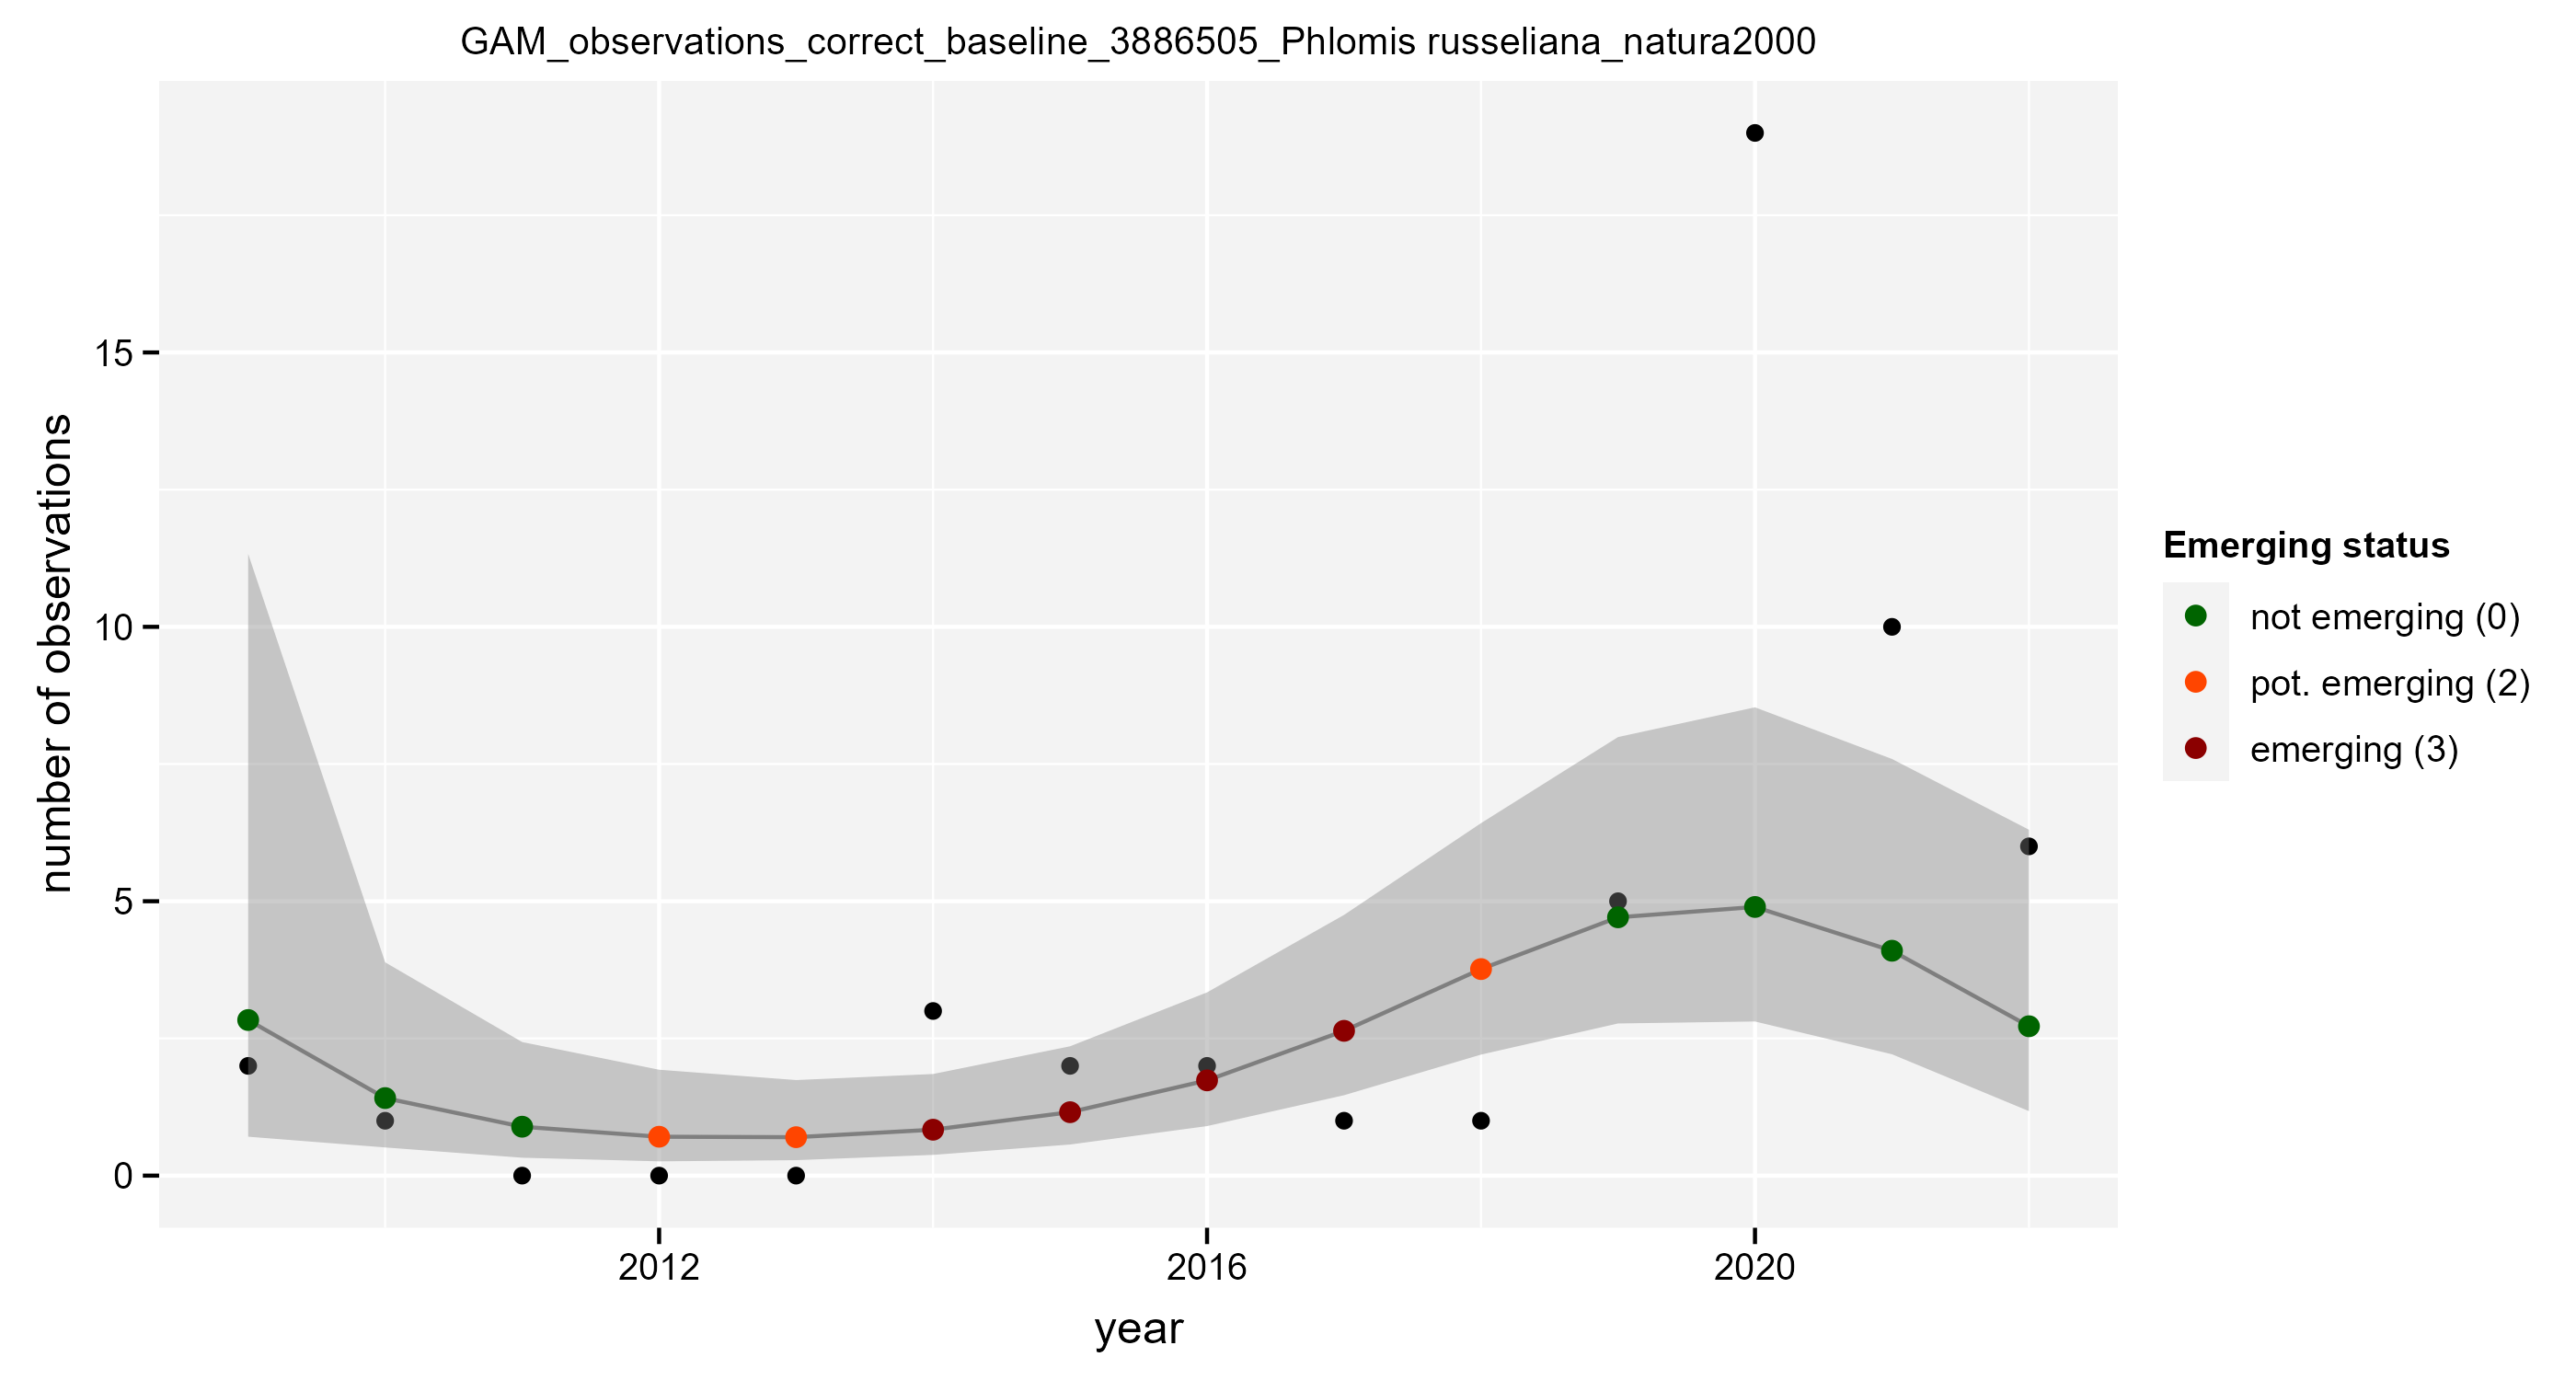 GAM_observations_correct_baseline_3886505_Phlomis russeliana_natura2000
number of observations
15
10
5
0
2012
2016
2020
year
Emerging status
not emerging (0)
pot. emerging (2)
emerging (3)